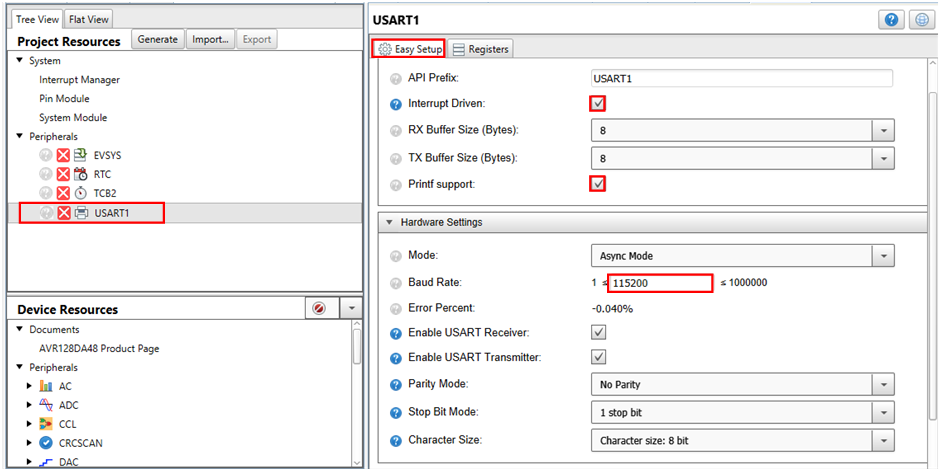 Tree View Flat View
Project Resources Generate Import... Export
System
Interrupt Manager
Pin Module
System Module
Peripherals
EVSYS
RTC
TCB2
USART1
Device Resources
Documents
AVR128DA48 Product Page
Peripherals
AC
ADC
CCL
CRCSCAN
DAC
USART1
Easy Setup Registers
API Prefix: USART1
Interrupt Driven:
RX Buffer Size (Bytes): 8
TX Buffer Size (Bytes): 8
Printf support:
Hardware Settings
Mode: Async Mode
Baud Rate: 1 ≤ 115200 ≤ 1000000
Error Percent: -0.040%
Enable USART Receiver:
Enable USART Transmitter:
Parity Mode: No Parity
Stop Bit Mode: 1 stop bit
Character Size: Character size: 8 bit